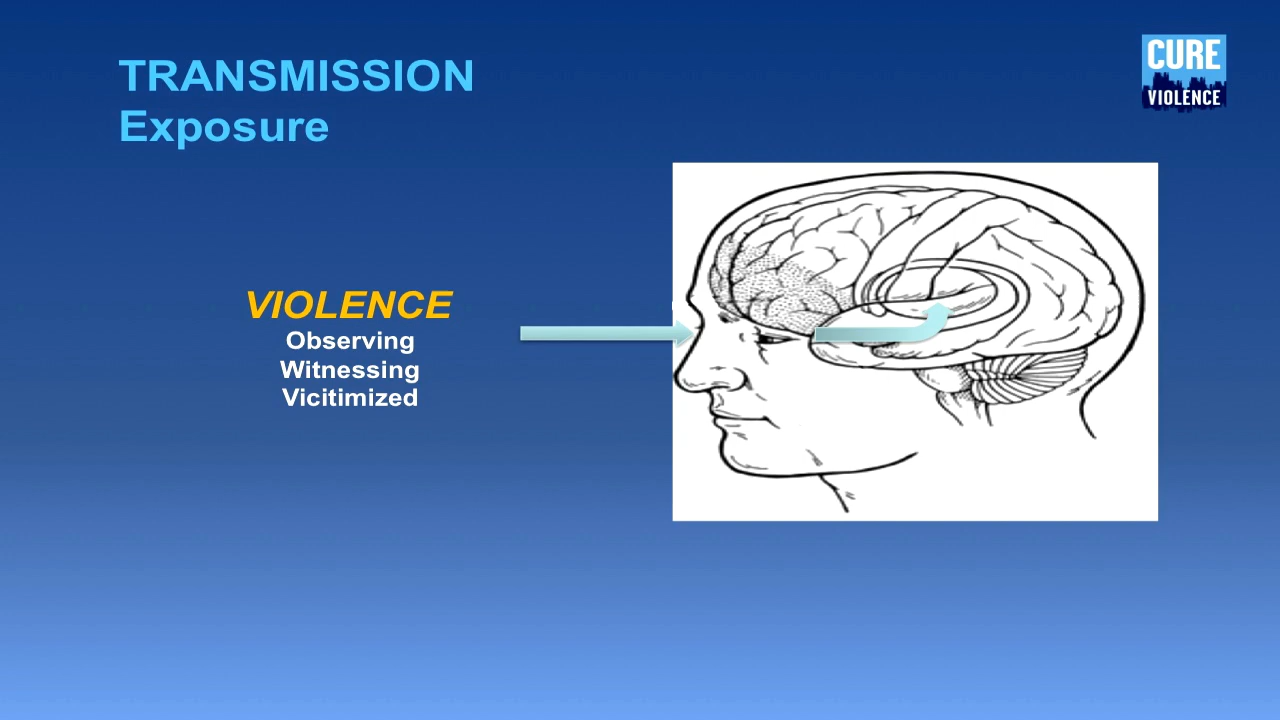 TRANSMISSION
Exposure
CURE
VIOLENCE
VIOLENCE
Observing
Witnessing
Vicitimized